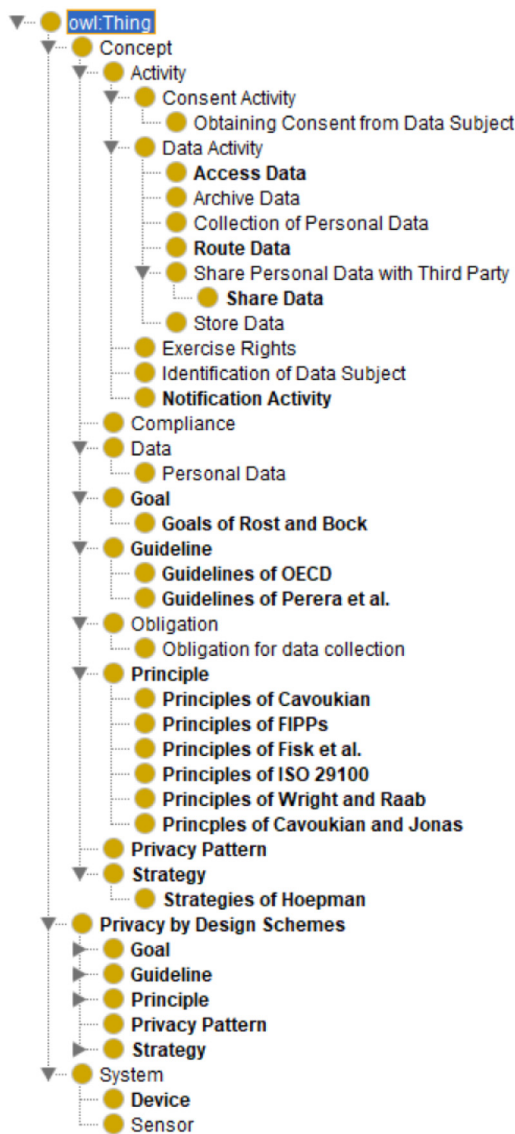 owl:Thing
Concept
Activity
Consent Activity
Obtaining Consent from Data Subject
Data Activity
Access Data
Archive Data
Collection of Personal Data
Route Data
Share Personal Data with Third Party
Share Data
Store Data
Exercise Rights
Identification of Data Subject
Notification Activity
Compliance
Data
Personal Data
Goal
Goals of Rost and Bock
Guideline
Guidelines of OECD
Guidelines of Perera et al.
Obligation
Obligation for data collection
Principle
Principles of Cavoukian
Principles of FIPPs
Principles of Fisk et al.
Principles of ISO 29100
Principles of Wright and Raab
Princples of Cavoukian and Jonas
Privacy Pattern
Strategy
Strategies of Hoepman
Privacy by Design Schemes
Goal
Guideline
Principle
Privacy Pattern
Strategy
System
Device
Sensor